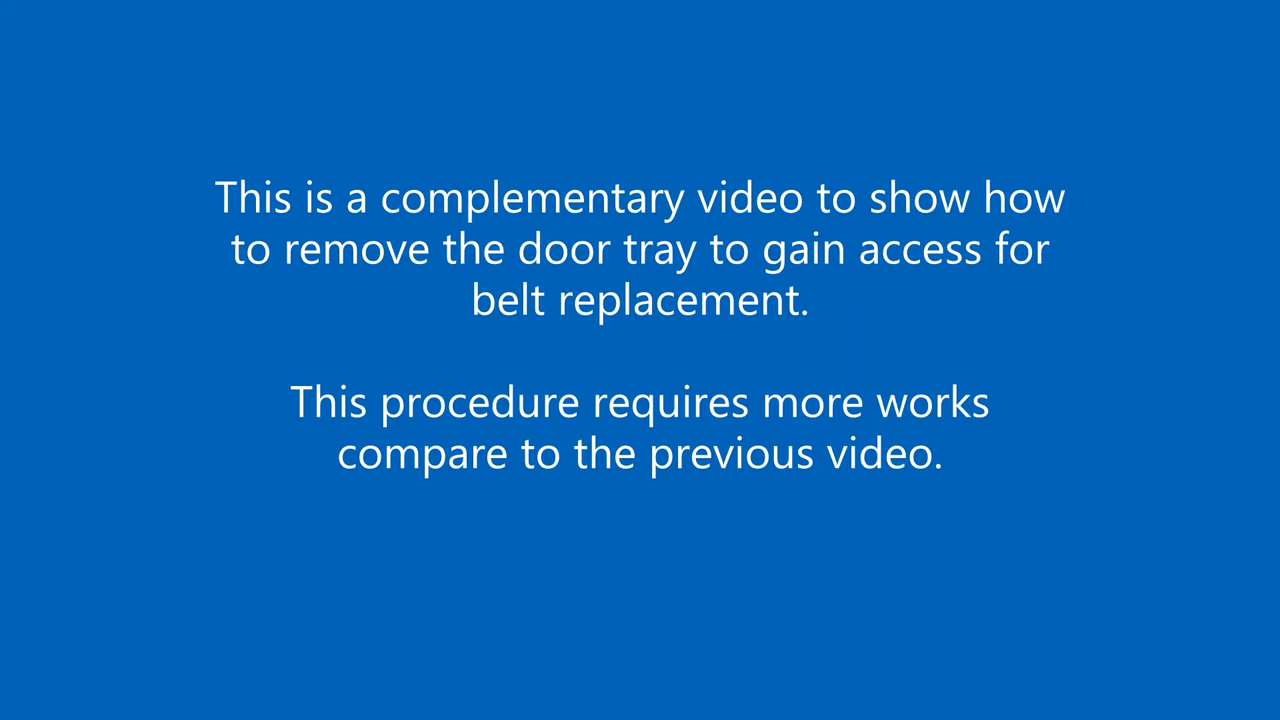 This is a complementary video to show how
to remove the door tray to gain access for
belt replacement.
This procedure requires more works
compare to the previous video.